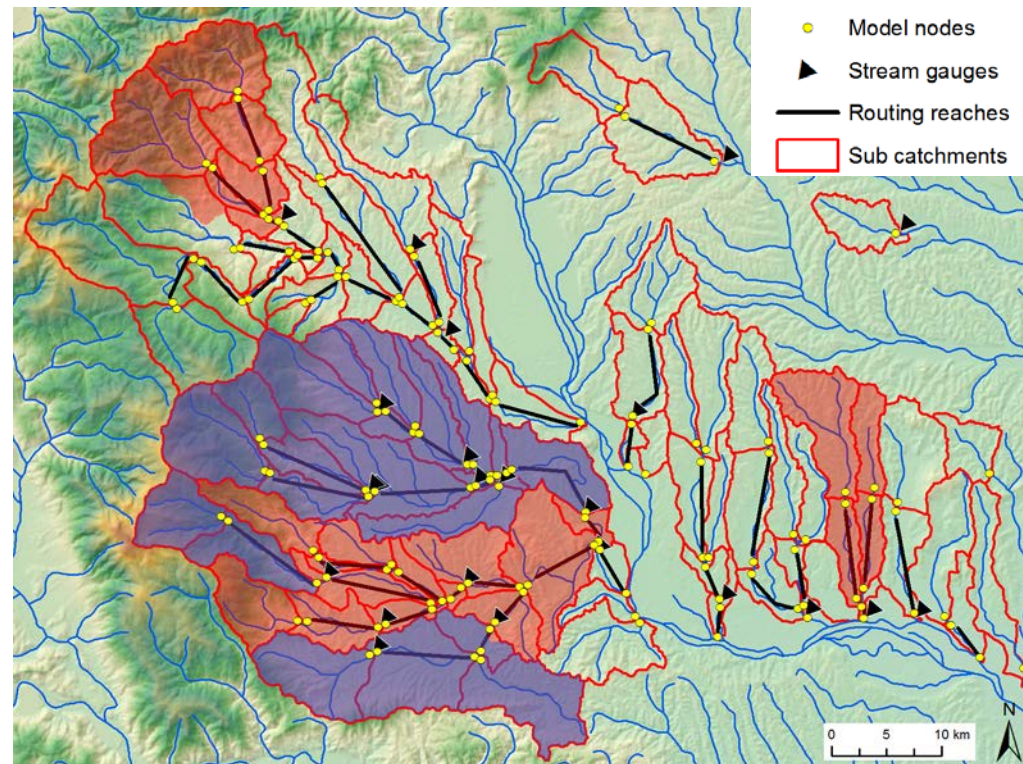 Model nodes
Stream gauges
Routing reaches
Sub catchments
N
0 5 10 km